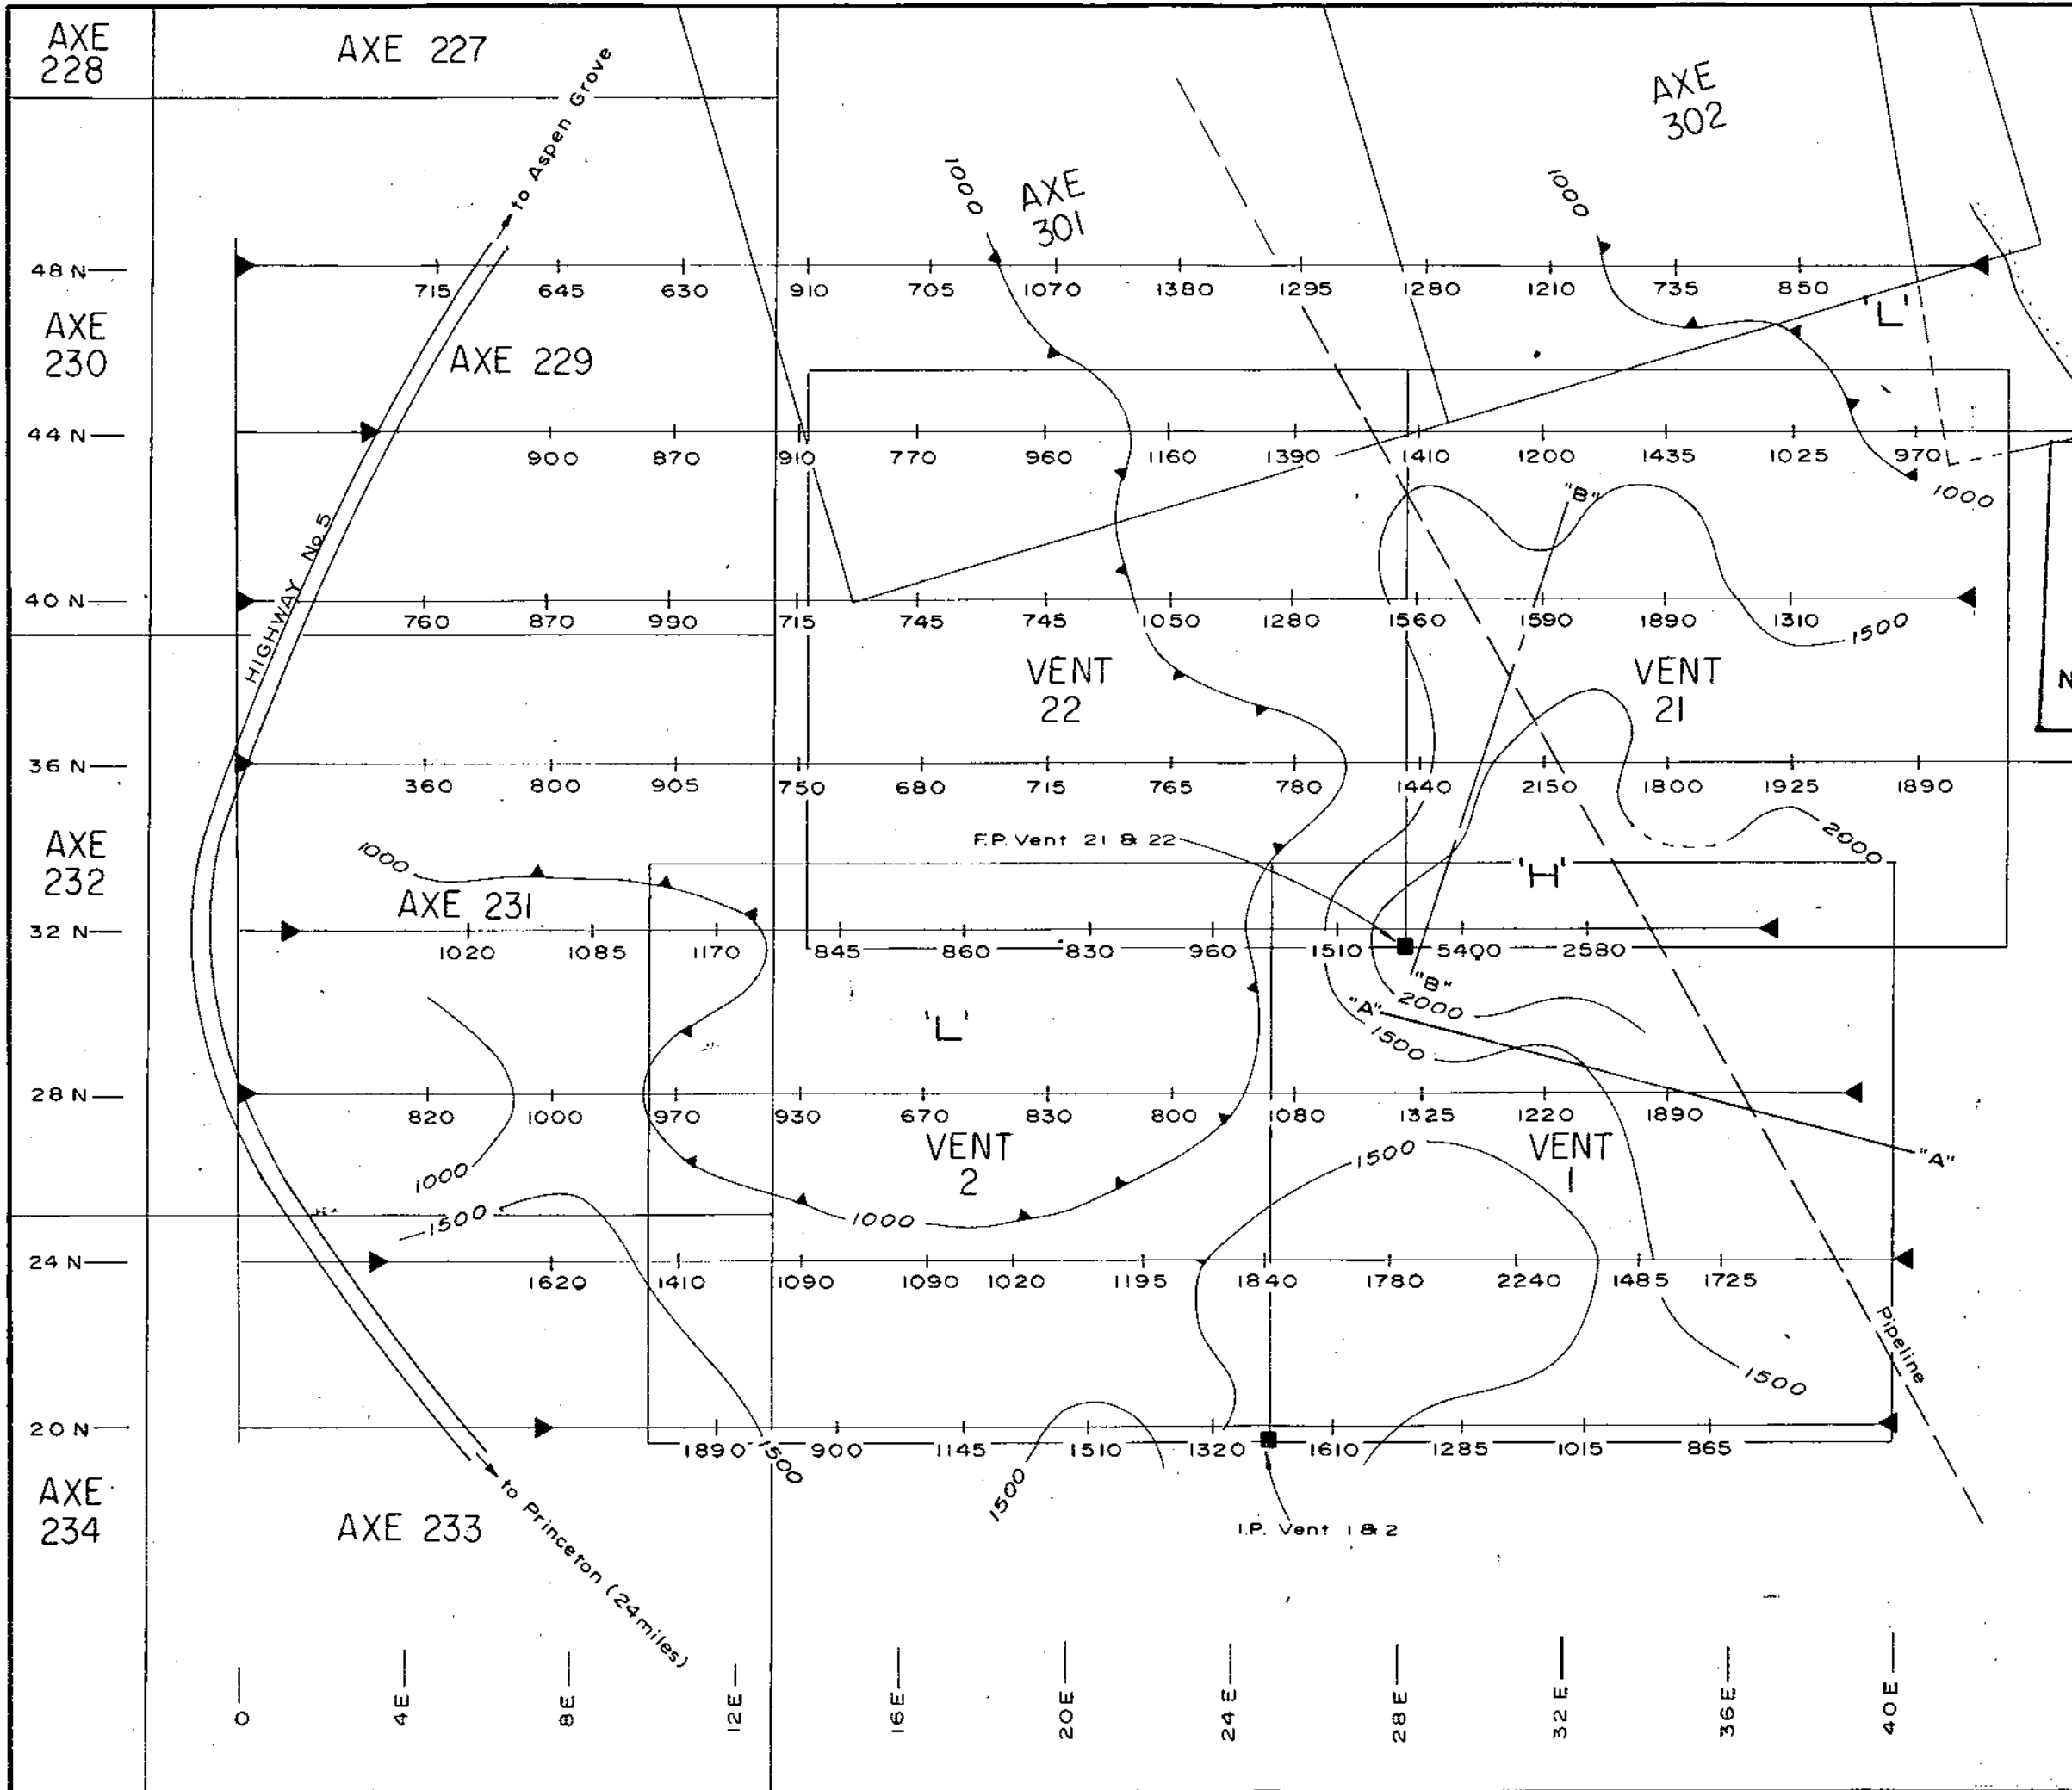 AXE
228
AXE 227
to Aspen Grove
AXE
302
1000
AXE
301
1000
48 N
715 645 630 910 705 1070 1380 1295 1280 1210 735 850
'L'
AXE
230
AXE 229
44 N
900 870 910 770 960 1160 1390 1410 1200 1435 1025 970
1000
"B"
HIGHWAY No. 5
40 N
760 870 990 715 745 745 1050 1280 1560 1590 1890 1310
1500
VENT
22
VENT
21
N
36 N
360 800 905 750 680 715 765 780 1440 2150 1800 1925 1890
F.P. Vent 21 & 22
2000
1000
AXE
232
'H'
AXE 231
32 N
1020 1085 1170 845 860 830 960 1510 5400 2580
"B"
2000
"A"
1500
'L'
28 N
820 1000 970 930 670 830 800 1080 1325 1220 1890
VENT
2
VENT
1
"A"
1000
1500
1500
1000
24 N
1620 1410 1090 1090 1020 1195 1840 1780 2240 1485 1725
Pipeline
1500
20 N
1890 900 1145 1510 1320 1610 1285 1015 865
1500
1500
AXE
234
AXE 233
to Princeton (24 miles)
I.P. Vent 1 & 2
0 4E 8E 12E 16E 20E 24E 28E 32E 36E 40E